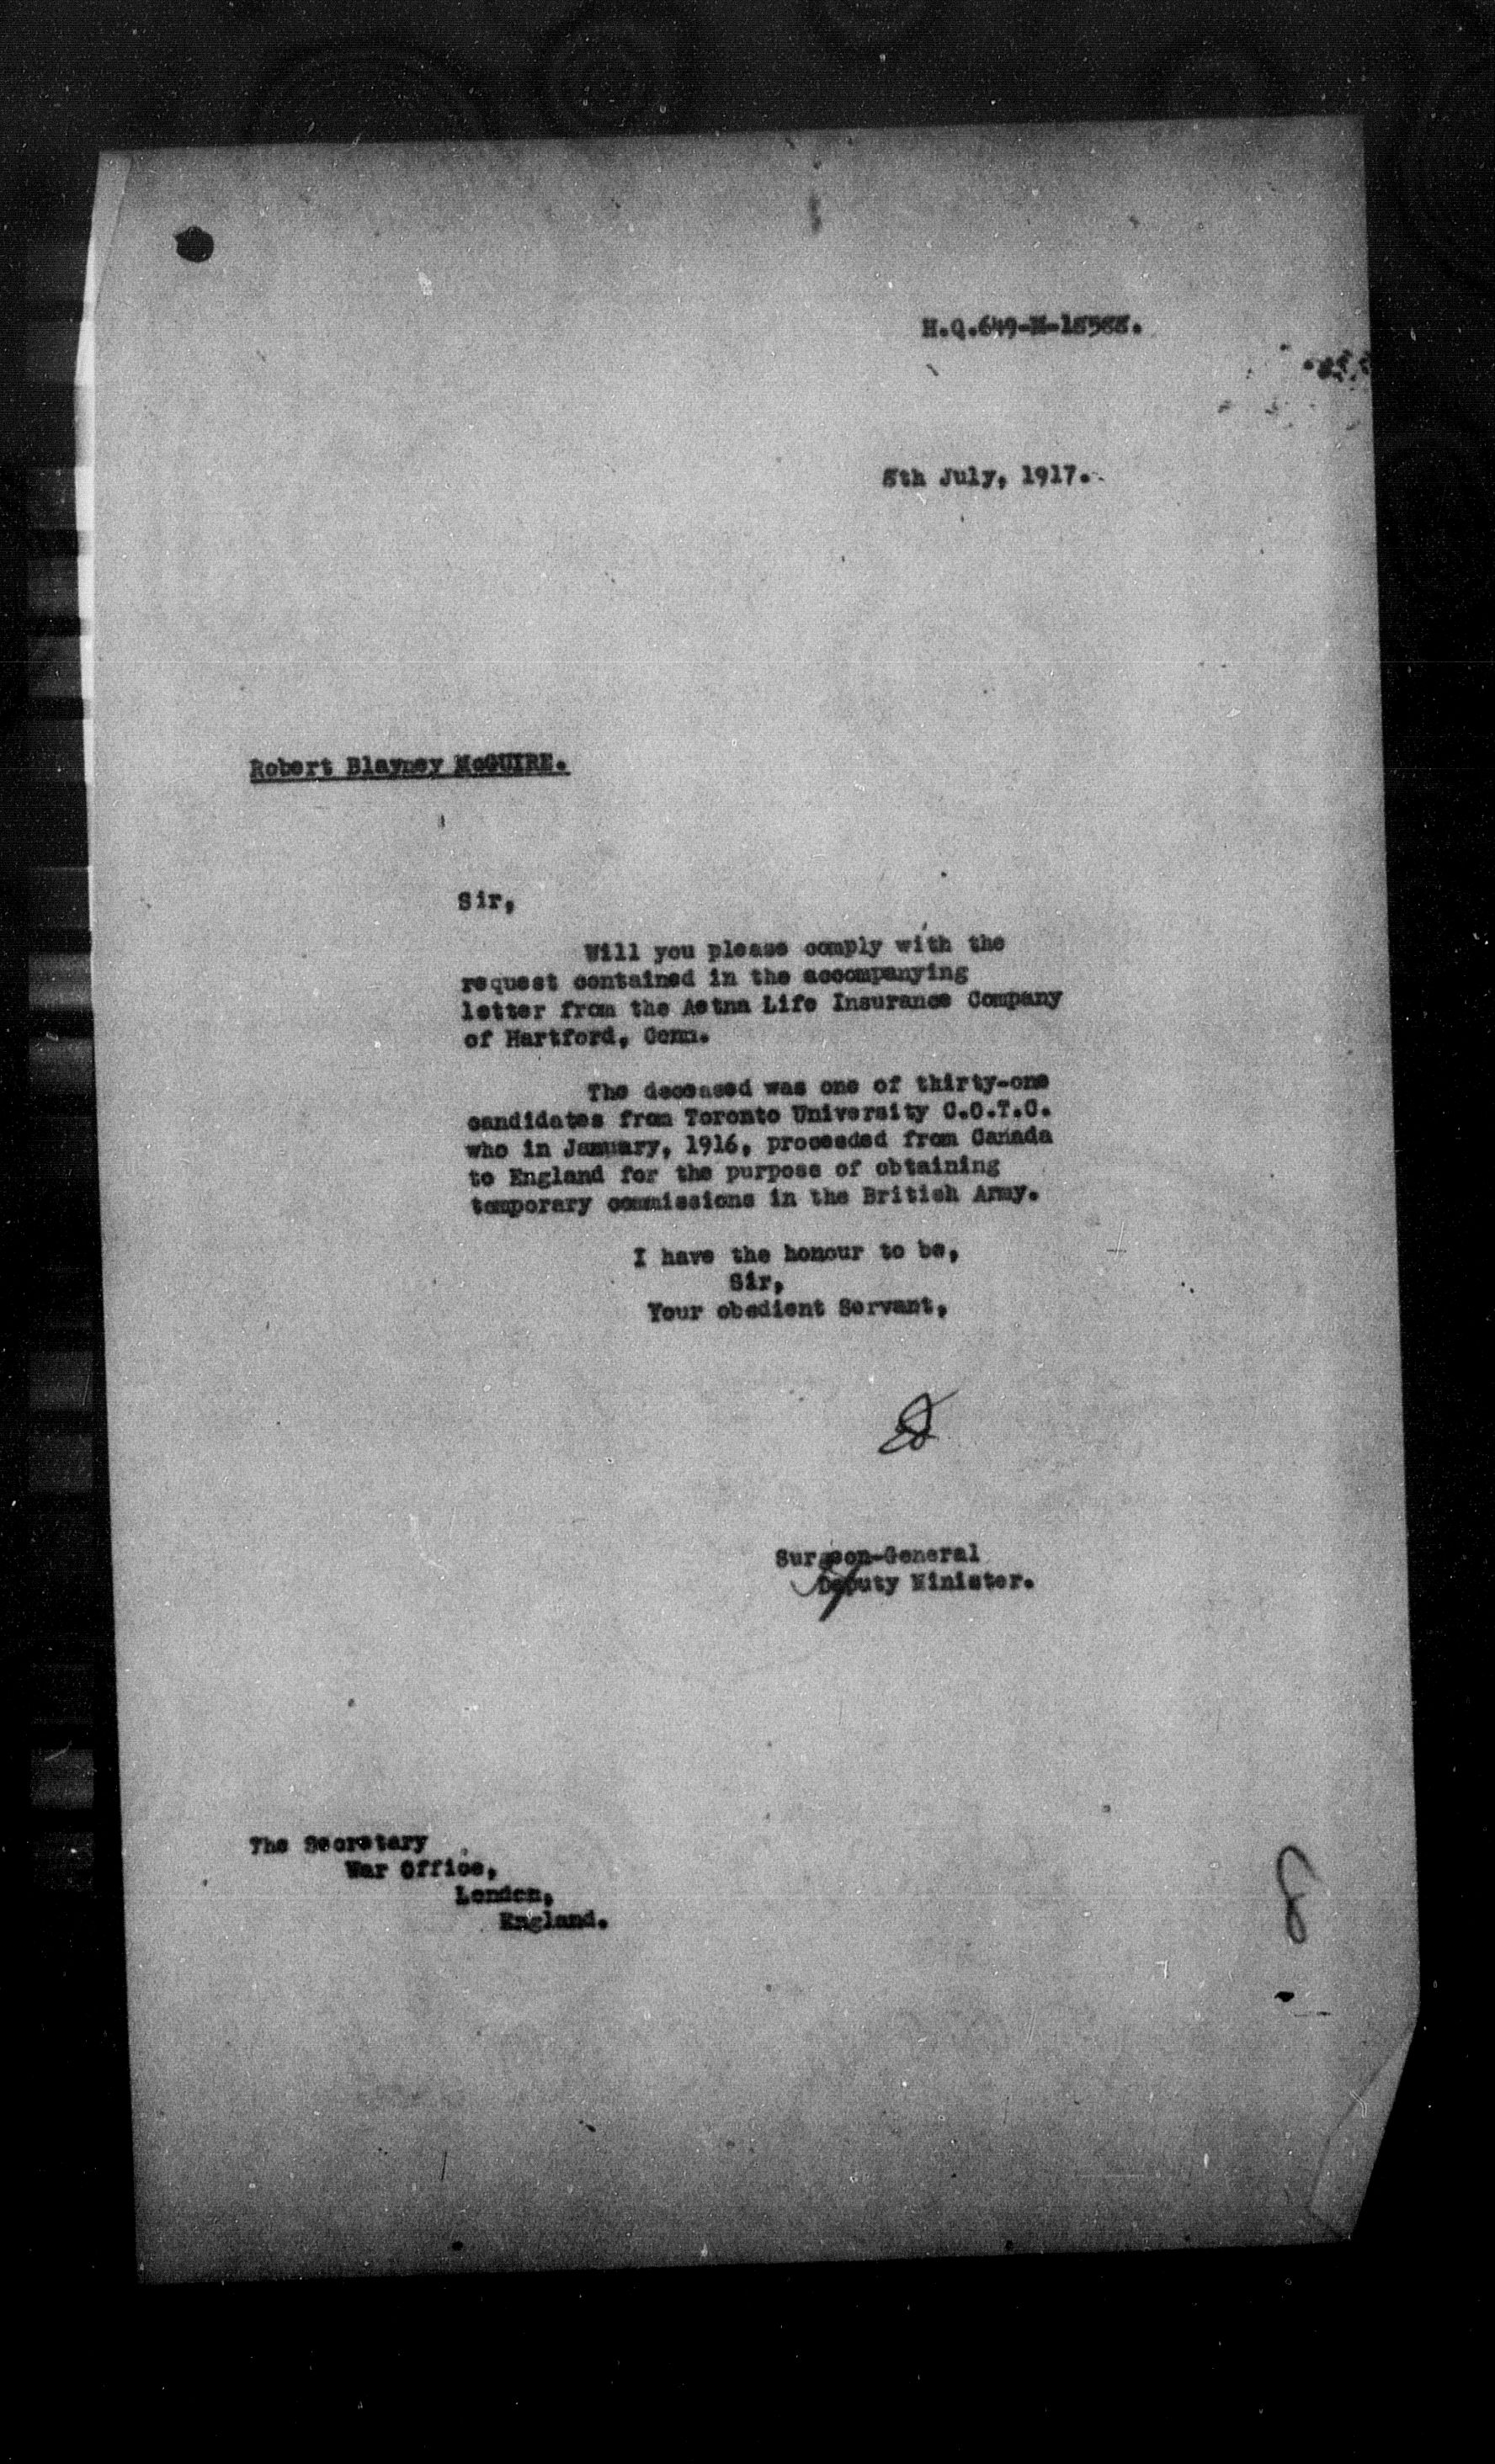 H.Q.649-M-18588.
5th July, 1917.
Robert Blayney McGUIRE.
Sir,
Will you please comply with the
request contained in the accompanying
letter from the Aetna Life Insurance Company
of Hartford, Conn.
The deceased was one of thirty-one
candidates from Toronto University C.O.T.C.
who in January, 1916, proceeded from Canada
to England for the purpose of obtaining
temporary commissions in the British Army.
I have the honour to be,
Sir,
Your obedient Servant,
Surgeon-General
Deputy Minister.
The Secretary
War Office,
London,
England.
8